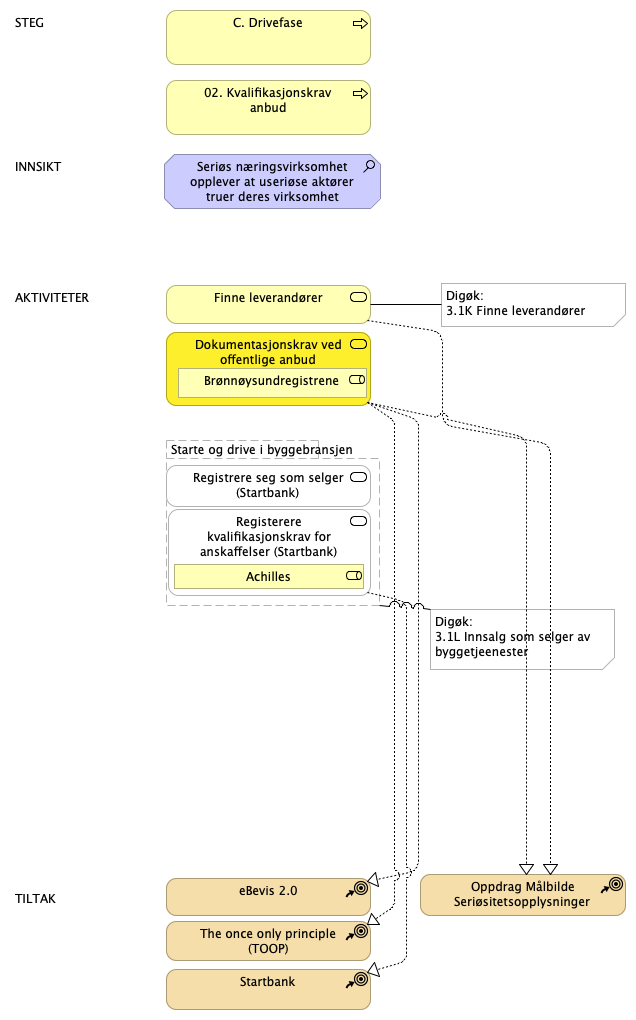 STEG
C. Drivefase
02. Kvalifikasjonskrav
anbud
INNSIKT
Seriøs næringsvirksomhet
opplever at useriøse aktører
truer deres virksomhet
AKTIVITETER
Finne leverandører
Digøk:
3.1K Finne leverandører
Dokumentasjonskrav ved
offentlige anbud
Brønnøysundregistrene
Starte og drive i byggebransjen
Registrere seg som selger
(Startbank)
Registerere
kvalifikasjonskrav for
anskaffelser (Startbank)
Achilles
Digøk:
3.1L Innsalg som selger av
byggetjeenester
TILTAK
eBevis 2.0
Oppdrag Målbilde
Seriøsitetsopplysninger
The once only principle
(TOOP)
Startbank